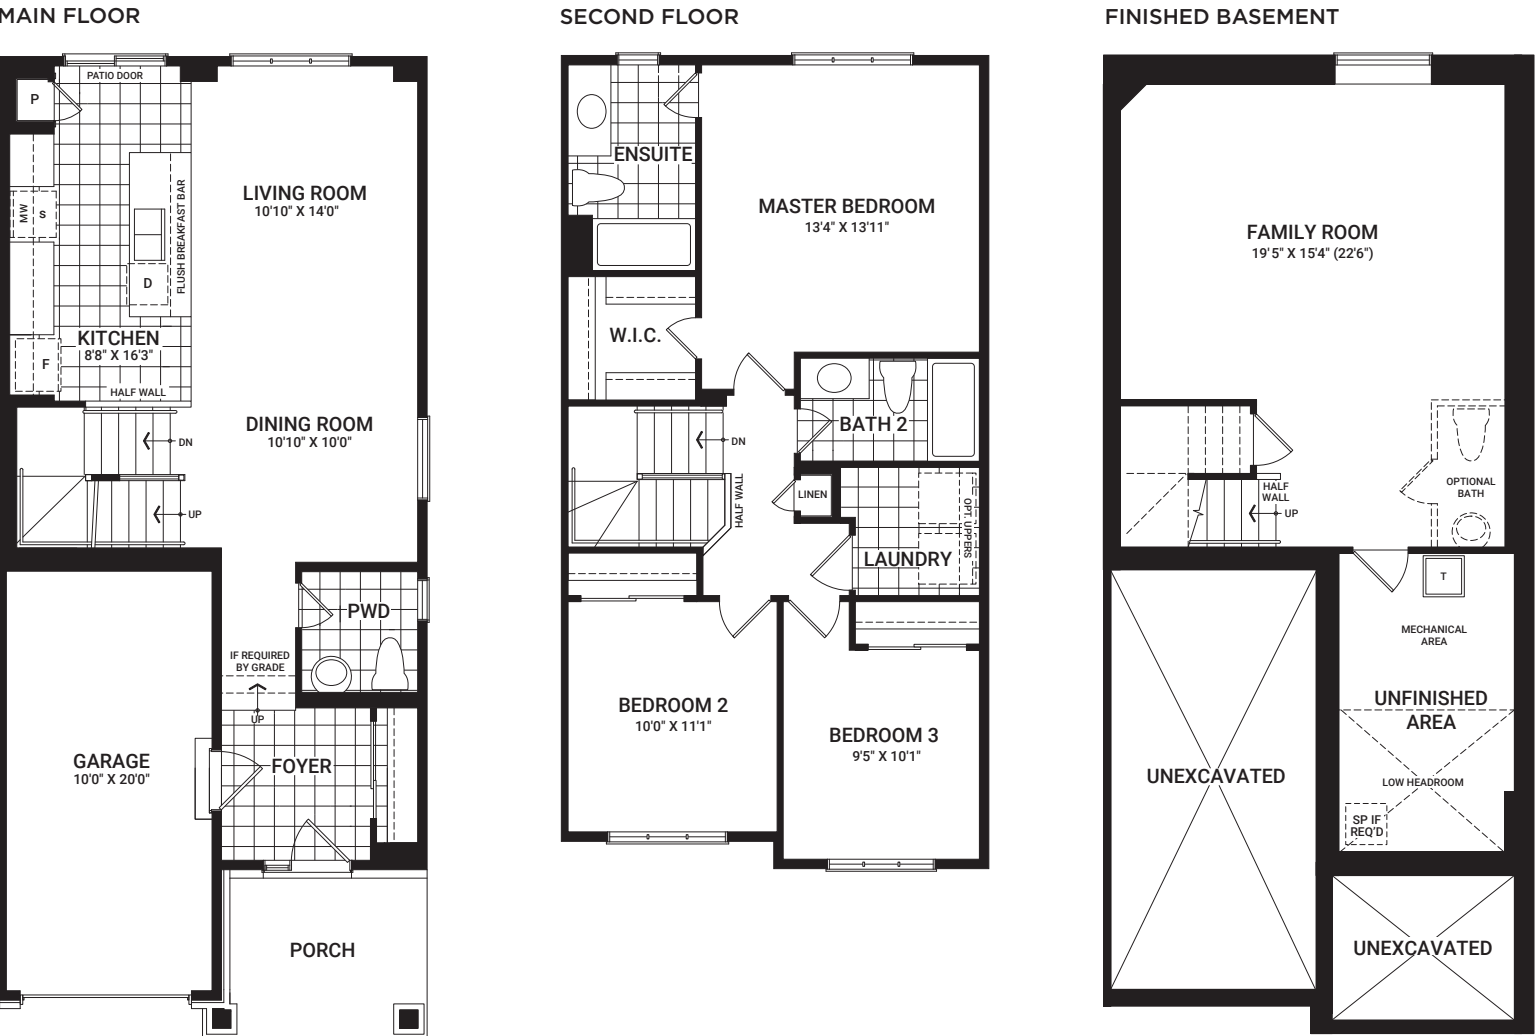 MAIN FLOOR
PATIO DOOR
P
LIVING ROOM
10'10" X 14'0"
MW
S
FLUSH BREAKFAST BAR
D
KITCHEN
8'8" X 16'3"
F
HALF WALL
DINING ROOM
10'10" X 10'0"
DN
UP
PWD
IF REQUIRED
BY GRADE
UP
GARAGE
10'0" X 20'0"
FOYER
PORCH
SECOND FLOOR
ENSUITE
MASTER BEDROOM
13'4" X 13'11"
W.I.C.
BATH 2
DN
HALF WALL
LINEN
OPT. UPPERS
LAUNDRY
BEDROOM 2
10'0" X 11'1"
BEDROOM 3
9'5" X 10'1"
FINISHED BASEMENT
FAMILY ROOM
19'5" X 15'4" (22'6")
HALF
WALL
UP
OPTIONAL
BATH
T
MECHANICAL
AREA
UNFINISHED
AREA
UNEXCAVATED
LOW HEADROOM
SP IF
REQ'D
UNEXCAVATED